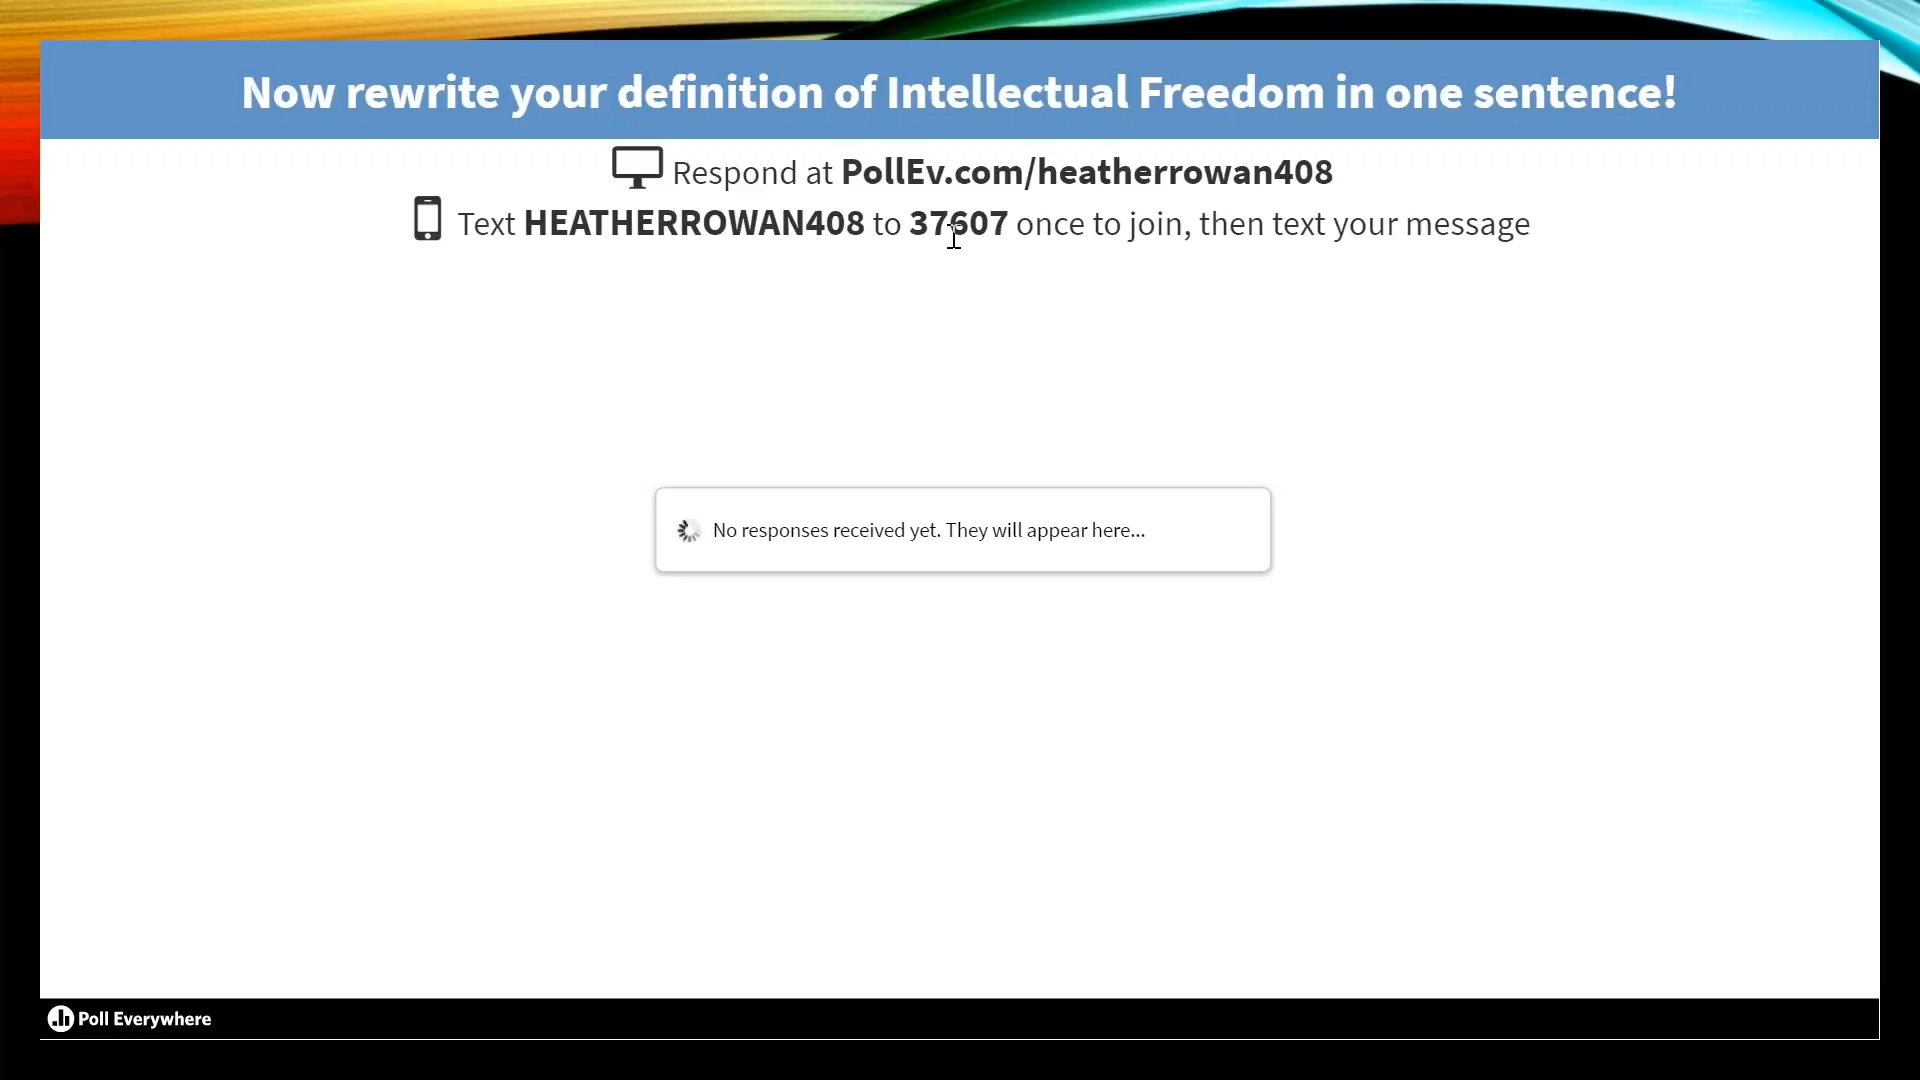 Now rewrite your definition of Intellectual Freedom in one sentence!
Respond at PollEv.com/heatherrowan408
Text HEATHERROWAN408 to 37607 once to join, then text your message
No responses received yet. They will appear here...
Poll Everywhere